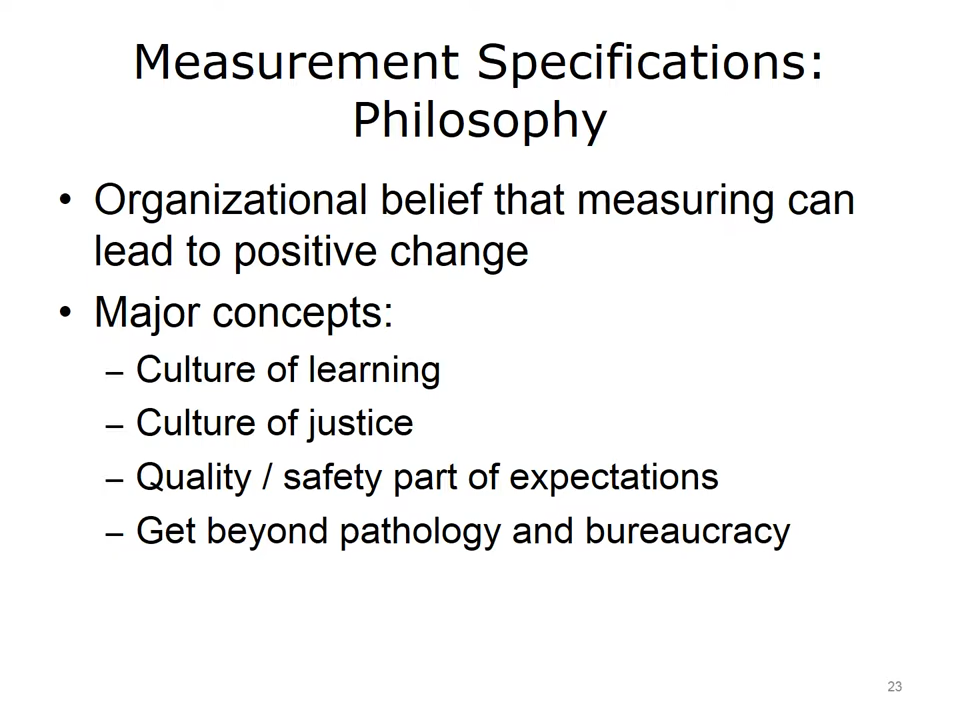 Measurement Specifications:
Philosophy
• Organizational belief that measuring can
lead to positive change
• Major concepts:
– Culture of learning
– Culture of justice
– Quality / safety part of expectations
– Get beyond pathology and bureaucracy
23